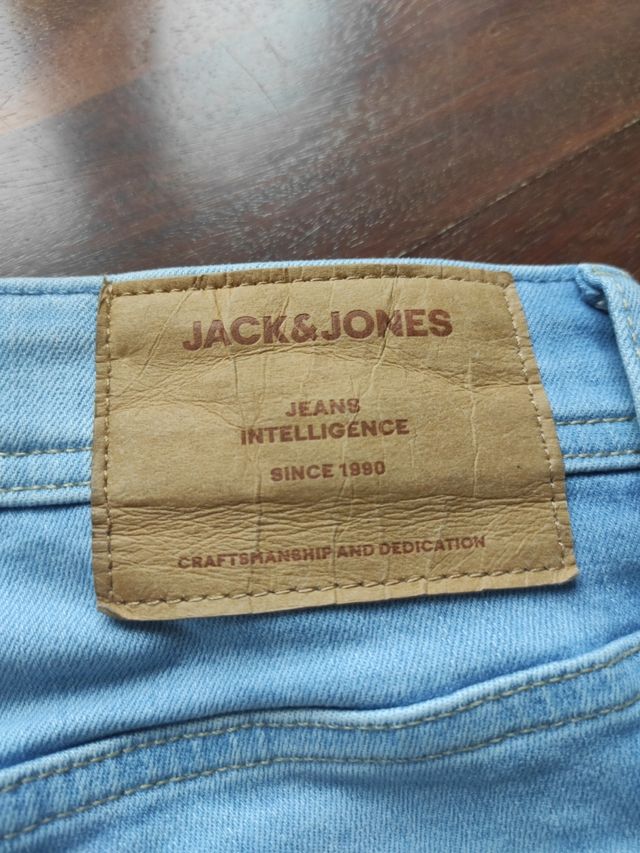 JACK&JONES
JEANS
INTELLIGENCE
SINCE 1990
CRAFTSMANSHIP AND DEDICATION